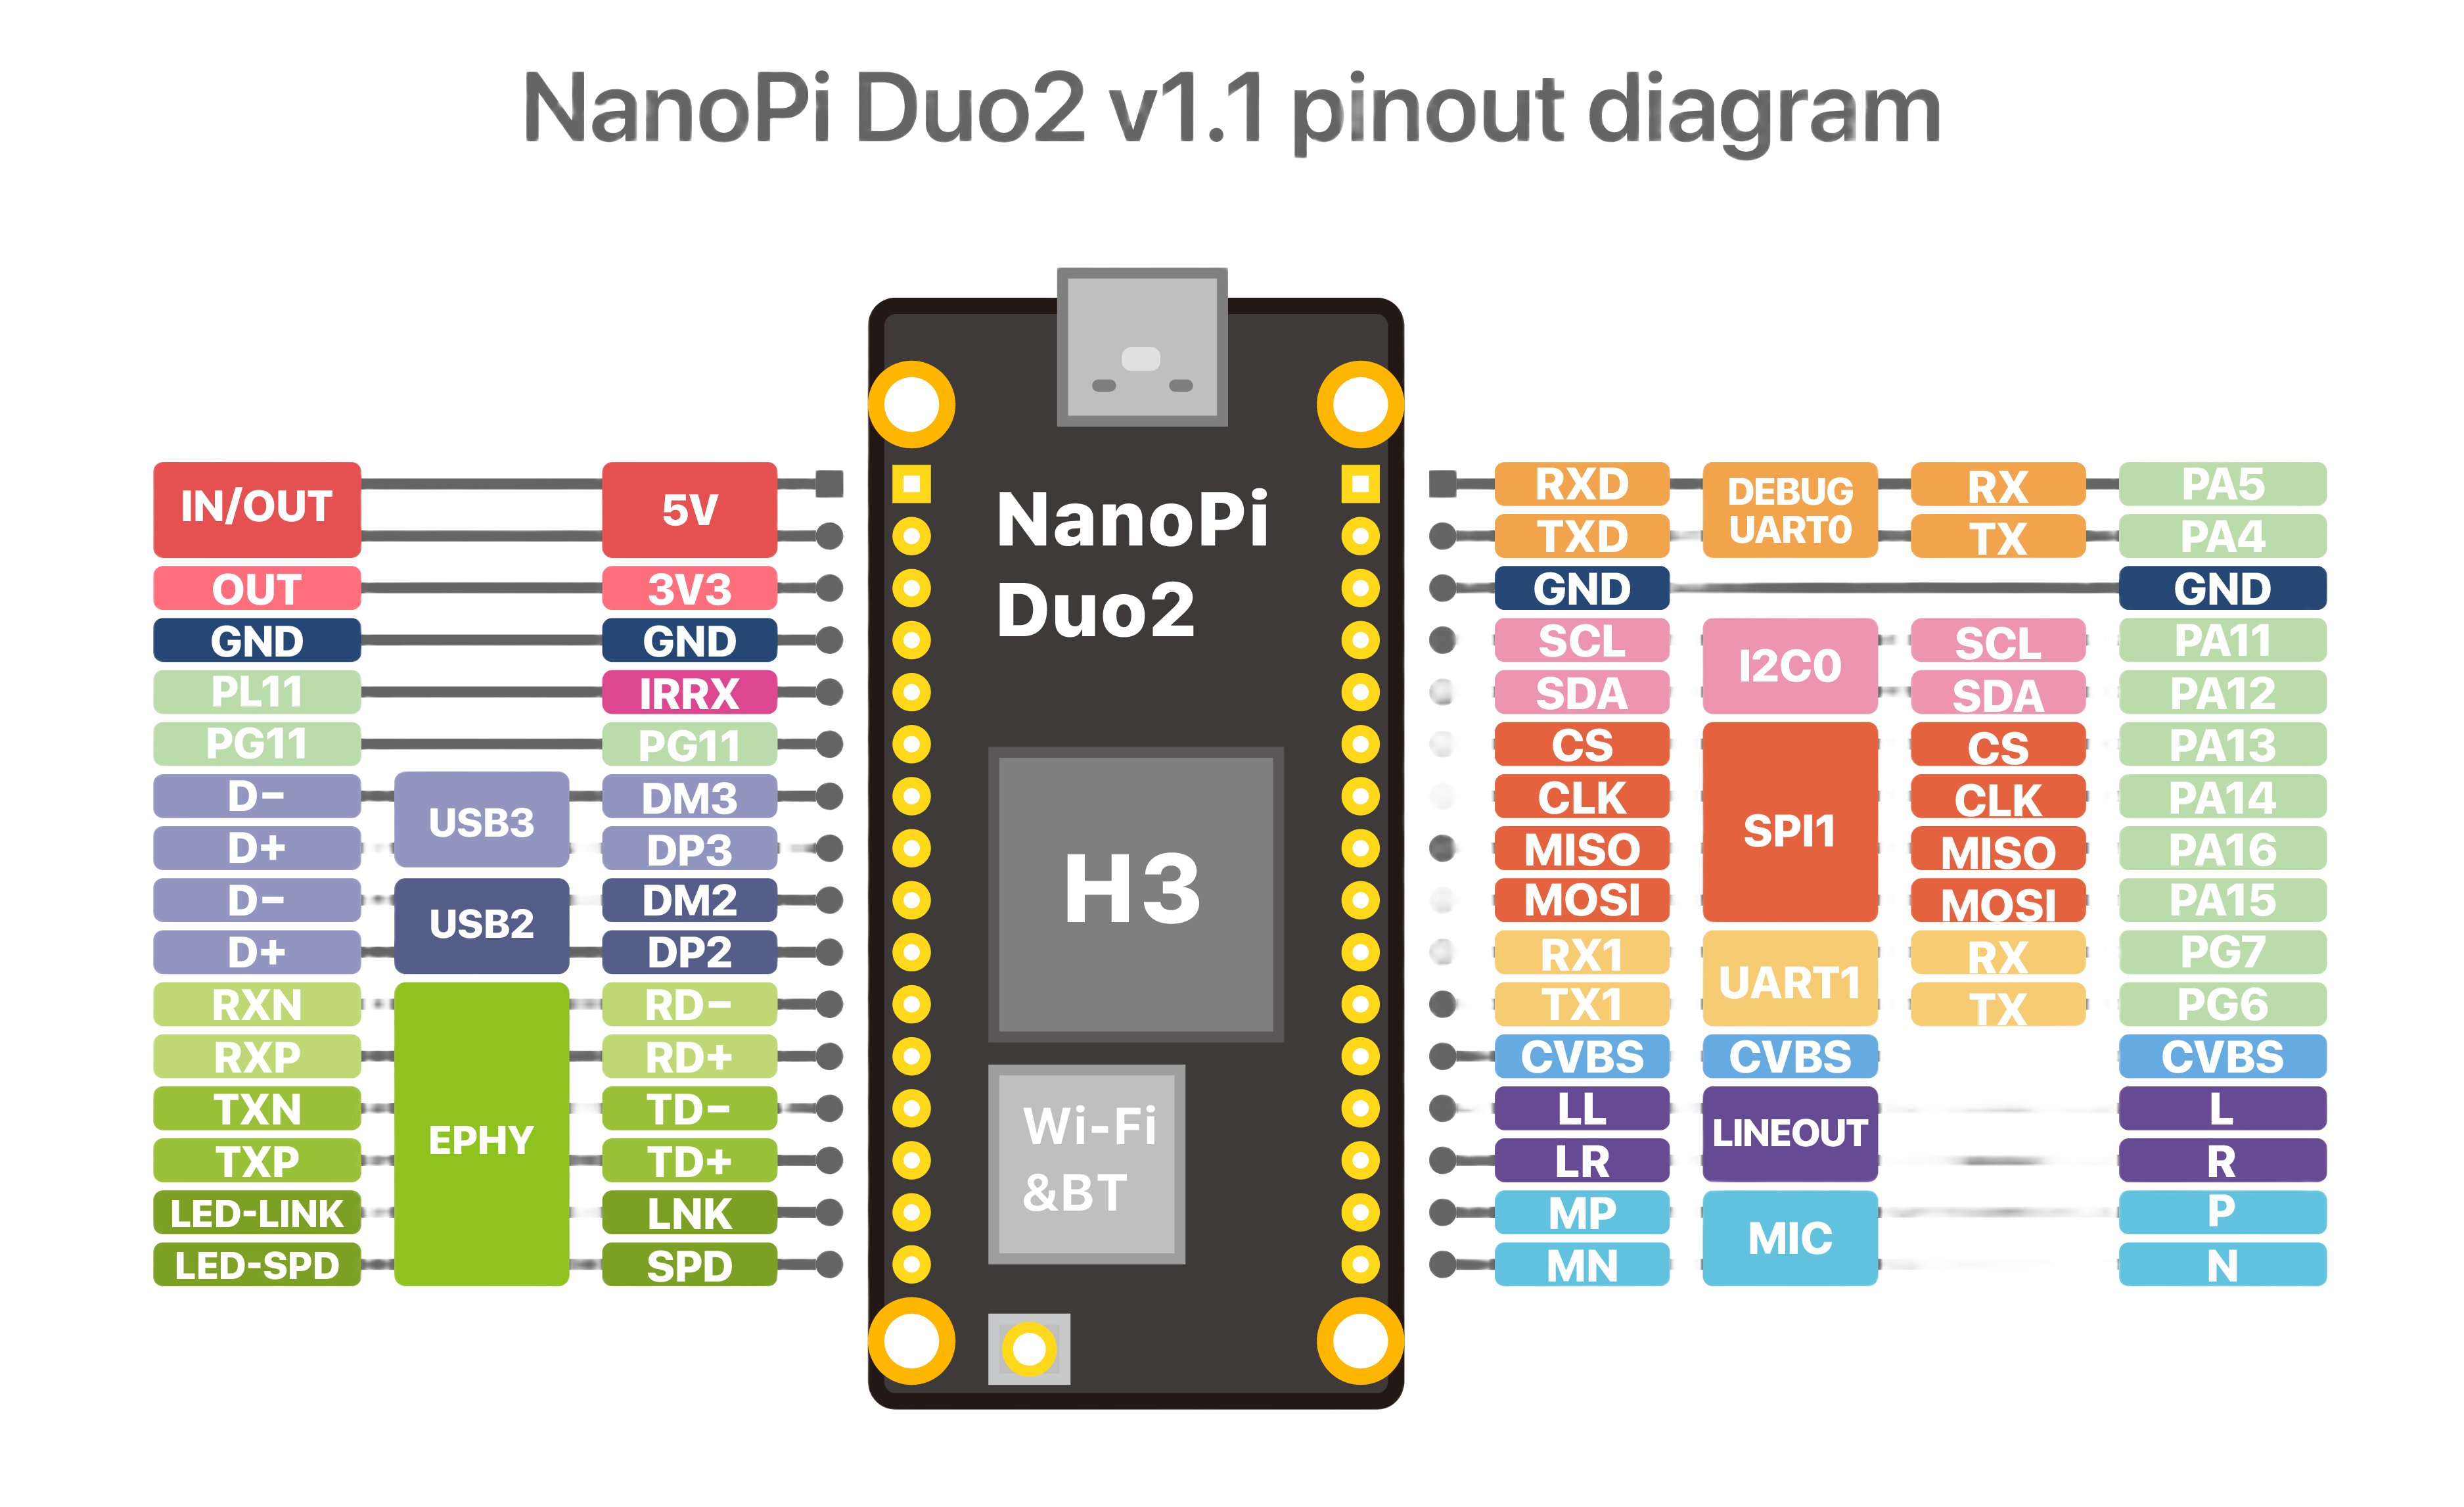 NanoPi Duo2 v1.1 pinout diagram
IN/OUT 5V
OUT 3V3
GND GND
PL11 IRRX
PG11 PG11
D− USB3 DM3
D+ DP3
D− USB2 DM2
D+ DP2
RXN EPHY RD−
RXP RD+
TXN TD−
TXP TD+
LED-LINK LNK
LED-SPD SPD
NanoPi
Duo2
H3
Wi-Fi
&BT
RXD DEBUG UART0 RX PA5
TXD TX PA4
GND GND
SCL I2C0 SCL PA11
SDA SDA PA12
CS SPI1 CS PA13
CLK CLK PA14
MISO MISO PA16
MOSI MOSI PA15
RX1 UART1 RX PG7
TX1 TX PG6
CVBS CVBS CVBS
LL LINEOUT L
LR R
MP MIC P
MN N